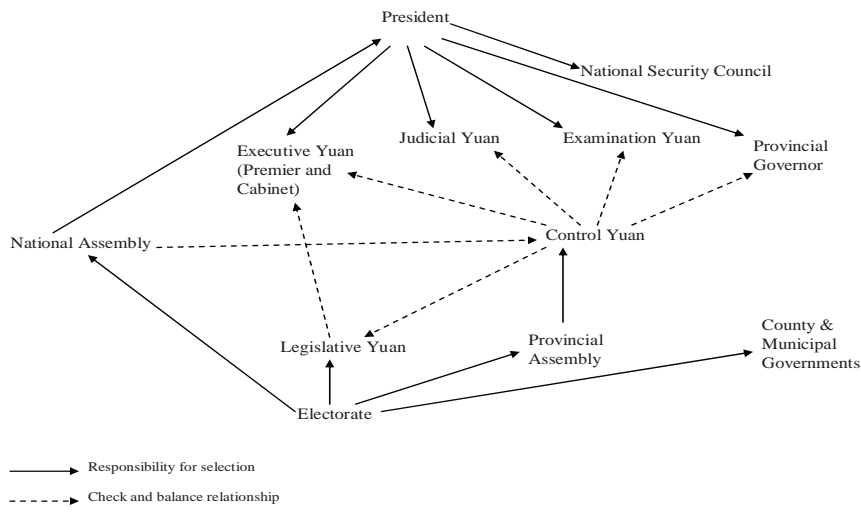 President
National Security Council
Judicial Yuan
Examination Yuan
Executive Yuan
(Premier and
Cabinet)
Provincial
Governor
National Assembly
Control Yuan
Legislative Yuan
Provincial
Assembly
County &
Municipal
Governments
Electorate
Responsibility for selection
Check and balance relationship